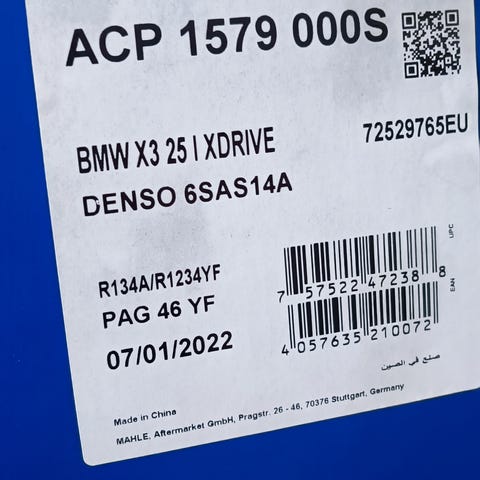 ACP 1579 000S
BMW X3 25 I XDRIVE
72529765EU
DENSO 6SAS14A
R134A/R1234YF
PAG 46 YF
07/01/2022
UPC
7 57522 47238 8
EAN
4 057635 210072
صنع في الصين
Made in China
MAHLE, Aftermarket GmbH, Pragstr. 26 - 46, 70376 Stuttgart, Germany